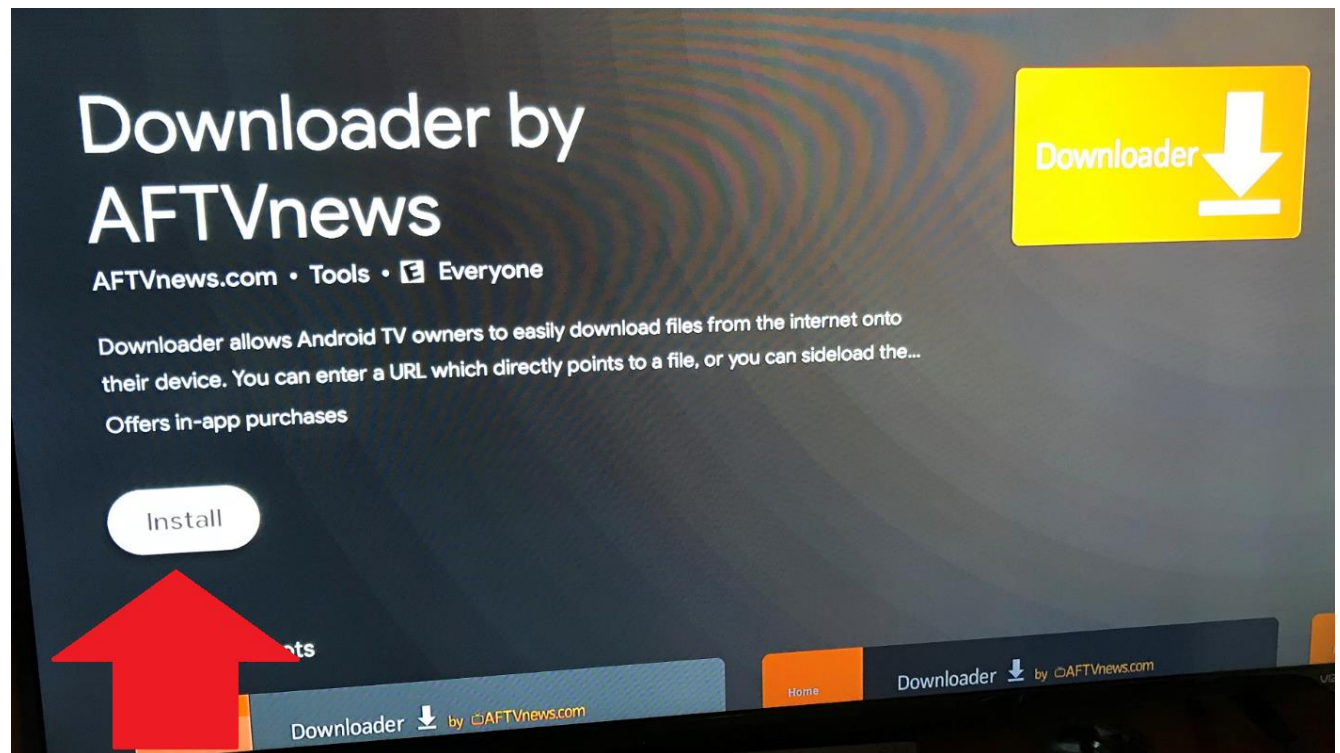 Downloader by
AFTVnews
Downloader
AFTVnews.com • Tools • E Everyone
Downloader allows Android TV owners to easily download files from the internet onto
their device. You can enter a URL which directly points to a file, or you can sideload the...
Offers in-app purchases
Install
ots
Home
Downloader by AFTVnews.com
Downloader by AFTVnews.com